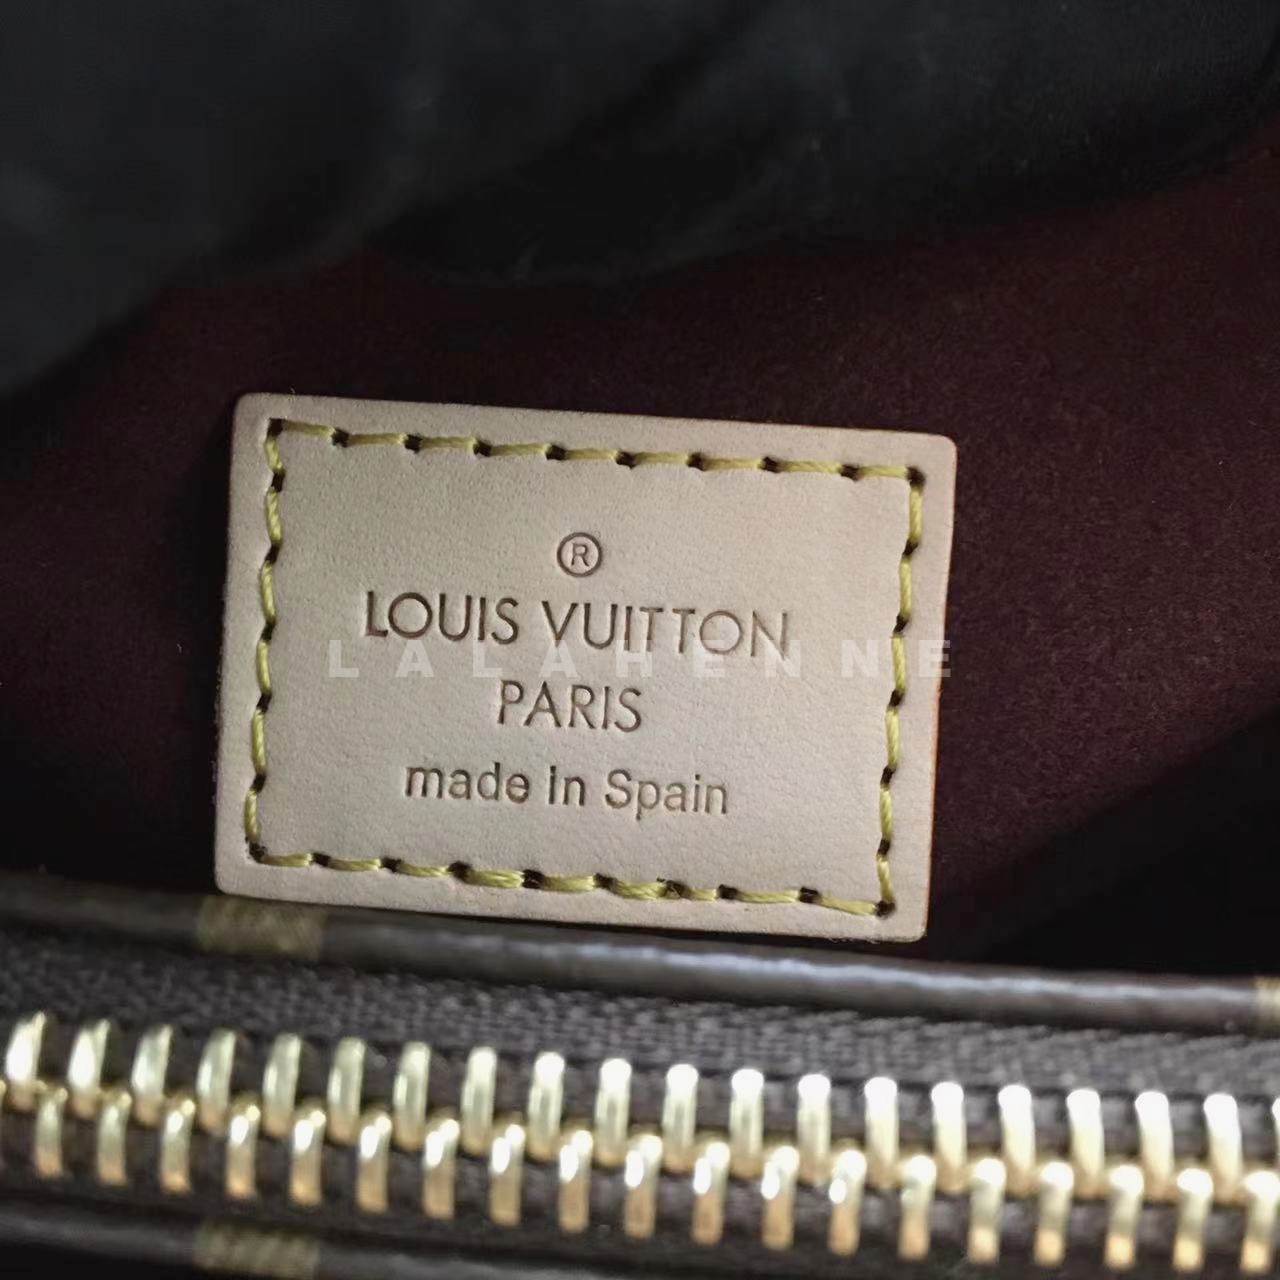 ®
LOUIS VUITTON
LALAHENNE
PARIS
made in Spain